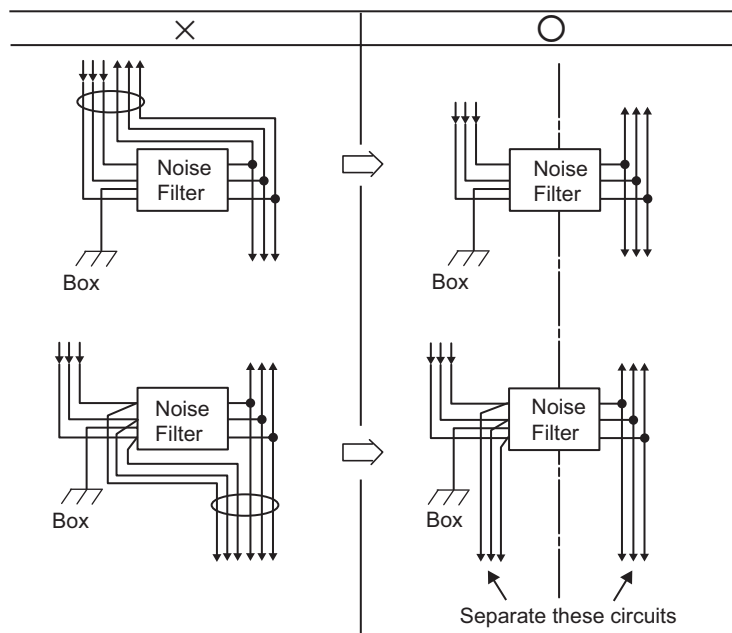 × ○
Noise
Filter
Box
Noise
Filter
Box
Noise
Filter
Box
Noise
Filter
Box
Separate these circuits